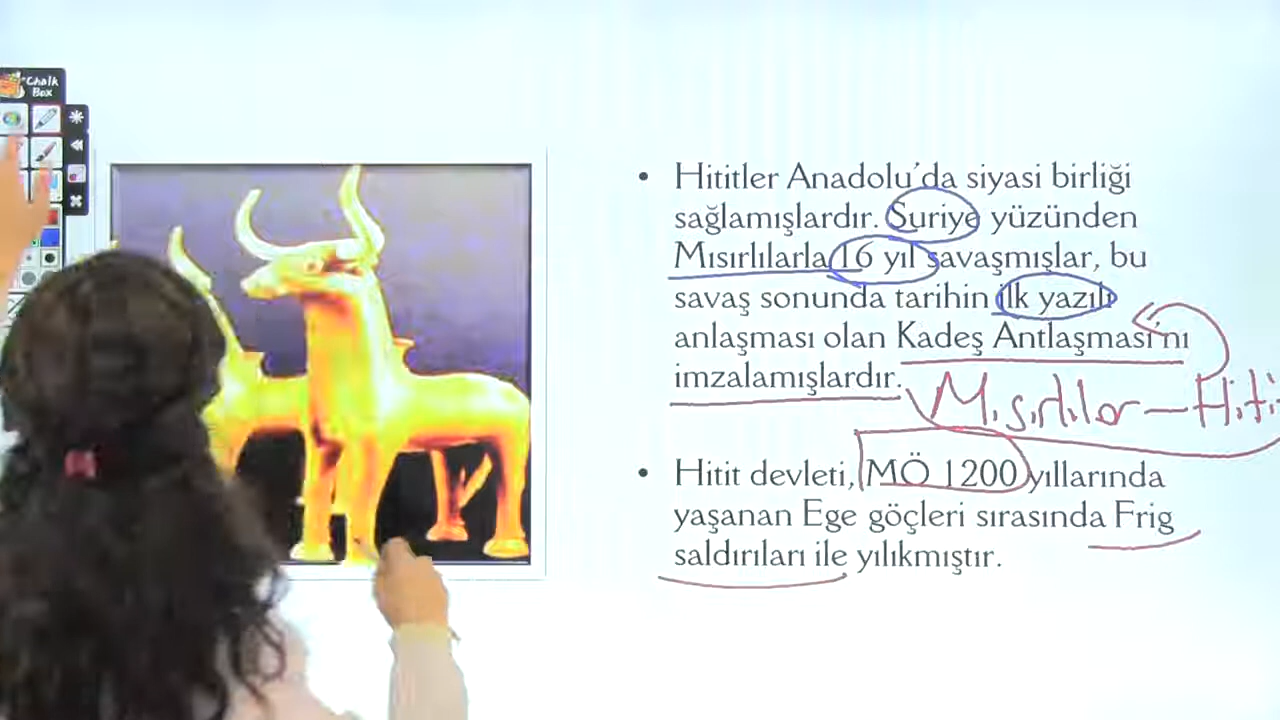 Chalk
Box
• Hititler Anadolu'da siyasi birliği
sağlamışlardır. Suriye yüzünden
Mısırlılarla 16 yıl savaşmışlar, bu
savaş sonunda tarihin ilk yazılı
anlaşması olan Kadeş Antlaşması'nı
imzalamışlardır.
Mısırlılar – Hiti
• Hitit devleti, MÖ 1200 yıllarında
yaşanan Ege göçleri sırasında Frig
saldırıları ile yılıkmıştır.